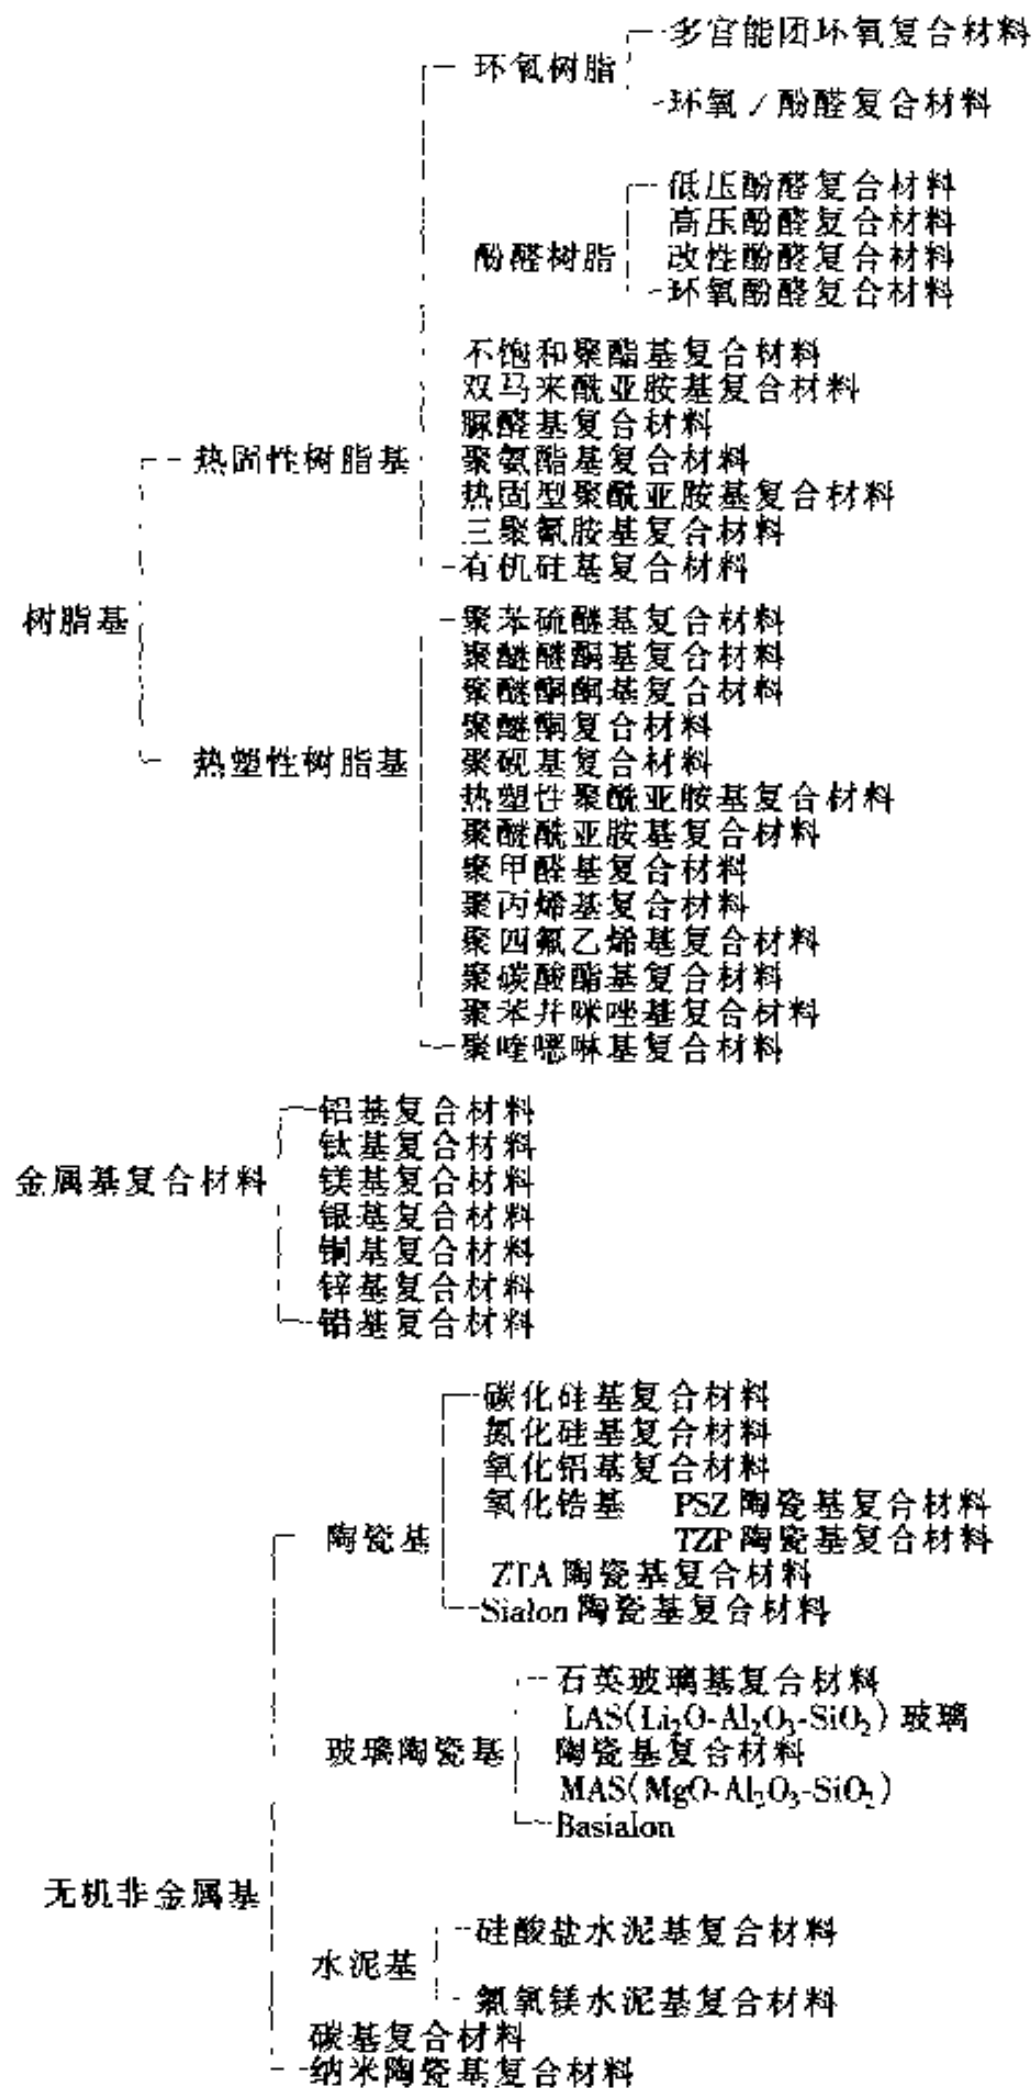 多官能团环氧复合材料
环氧树脂
环氧/酚醛复合材料
低压酚醛复合材料
高压酚醛复合材料
酚醛树脂
改性酚醛复合材料
环氧酚醛复合材料
不饱和聚酯基复合材料
双马来酰亚胺基复合材料
脲醛基复合材料
热固性树脂基
聚氨酯基复合材料
热固型聚酰亚胺基复合材料
三聚氰胺基复合材料
有机硅基复合材料
树脂基
聚苯硫醚基复合材料
聚醚醚酮基复合材料
聚醚酮酮基复合材料
聚醚酮复合材料
热塑性树脂基
聚砜基复合材料
热塑性聚酰亚胺基复合材料
聚醚酰亚胺基复合材料
聚甲醛基复合材料
聚丙烯基复合材料
聚四氟乙烯基复合材料
聚碳酸酯基复合材料
聚苯并咪唑基复合材料
聚喹噁啉基复合材料
铝基复合材料
钛基复合材料
金属基复合材料
镁基复合材料
银基复合材料
铜基复合材料
锌基复合材料
铅基复合材料
碳化硅基复合材料
氮化硅基复合材料
氧化铝基复合材料
氧化锆基 PSZ陶瓷基复合材料
陶瓷基
TZP陶瓷基复合材料
ZTA陶瓷基复合材料
Sialon陶瓷基复合材料
石英玻璃基复合材料
LAS(Li₂O-Al₂O₃-SiO₂)玻璃
玻璃陶瓷基
陶瓷基复合材料
MAS(MgO-Al₂O₃-SiO₂)
Basialon
无机非金属基
硅酸盐水泥基复合材料
水泥基
氯氧镁水泥基复合材料
碳基复合材料
纳米陶瓷基复合材料